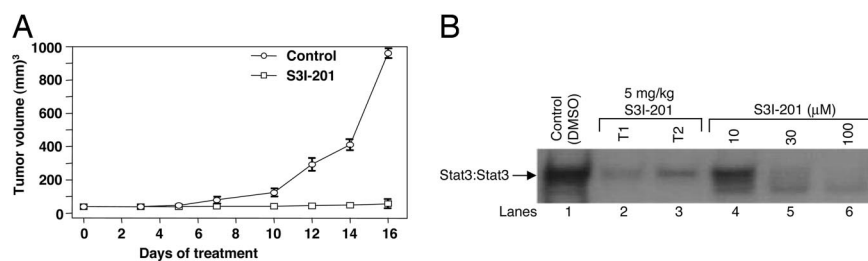 A
Tumor volume (mm)³
1000
800
600
400
200
0
0 2 4 6 8 10 12 14 16
Days of treatment
Control
S3I-201
B
Control
(DMSO)
5 mg/kg
S3I-201
T1 T2
S3I-201 (μM)
10 30 100
Stat3:Stat3
Lanes 1 2 3 4 5 6